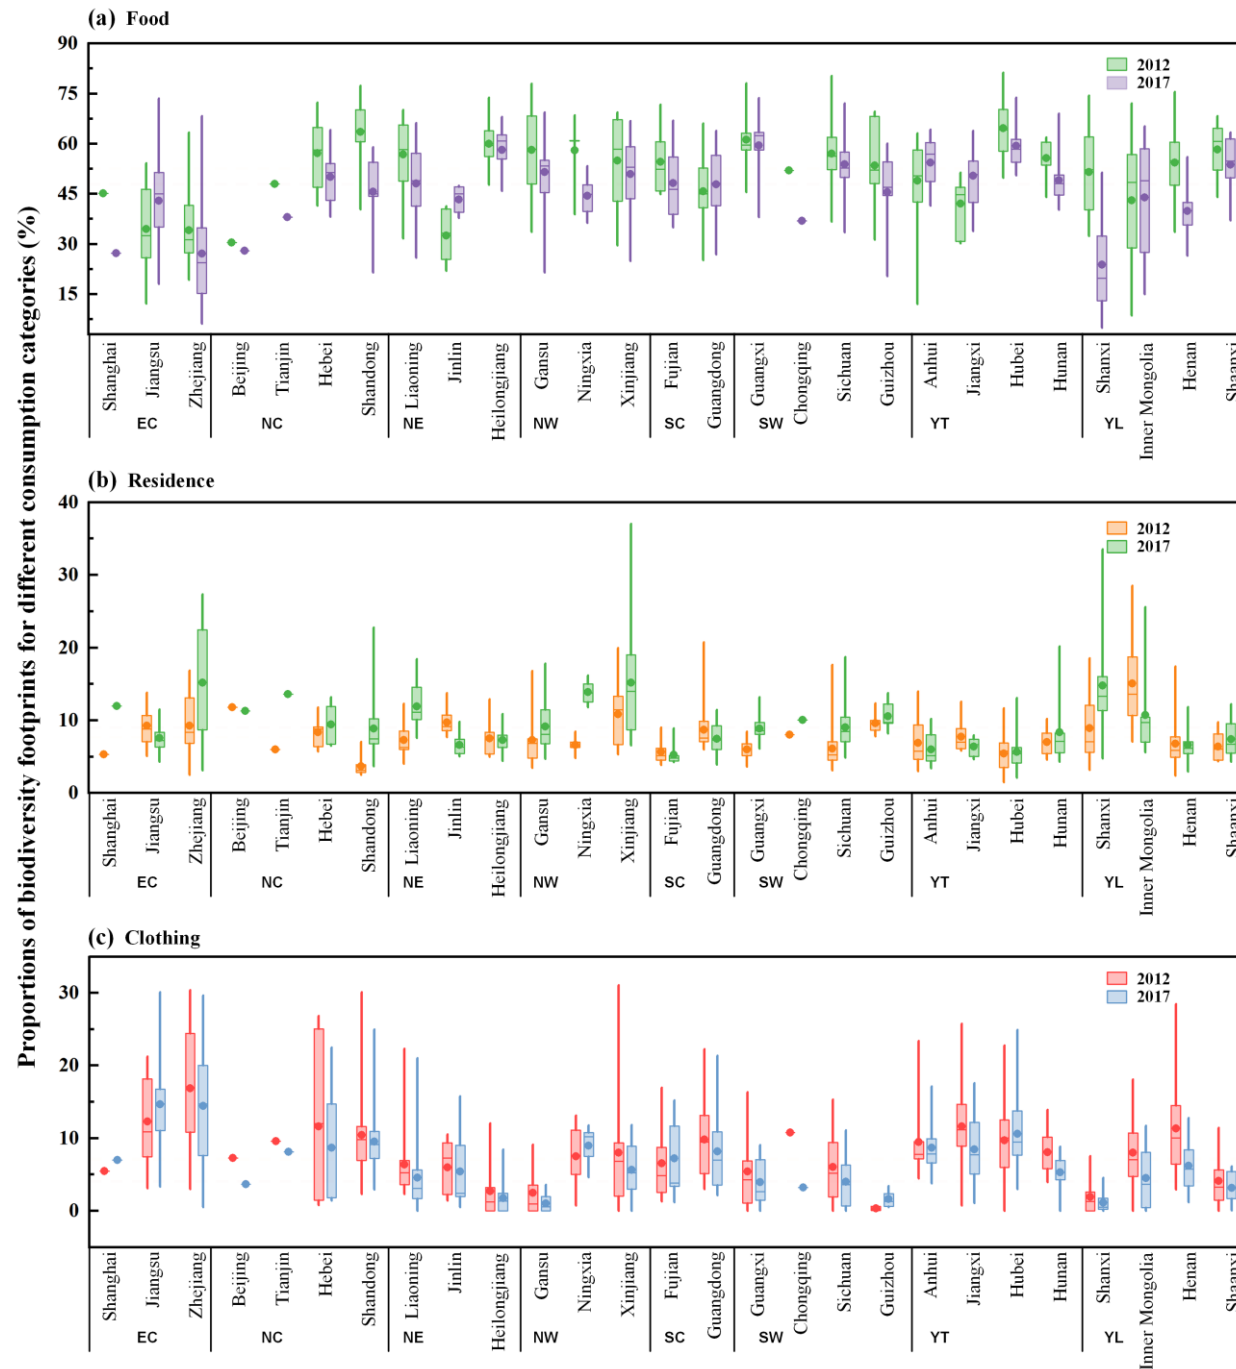 Proportions of biodiversity footprints for different consumption categories (%)
(a) Food
90
75
60
45
30
15
2012
2017
Shanghai
Jiangsu
Zhejiang
Beijing
Tianjin
Hebei
Shandong
Liaoning
Jinlin
Heilongjiang
Gansu
Ningxia
Xinjiang
Fujian
Guangdong
Guangxi
Chongqing
Sichuan
Guizhou
Anhui
Jiangxi
Hubei
Hunan
Shanxi
Inner Mongolia
Henan
Shaanxi
EC NC NE NW SC SW YT YL
(b) Residence
40
30
20
10
0
2012
2017
Shanghai
Jiangsu
Zhejiang
Beijing
Tianjin
Hebei
Shandong
Liaoning
Jinlin
Heilongjiang
Gansu
Ningxia
Xinjiang
Fujian
Guangdong
Guangxi
Chongqing
Sichuan
Guizhou
Anhui
Jiangxi
Hubei
Hunan
Shanxi
Inner Mongolia
Henan
Shaanxi
EC NC NE NW SC SW YT YL
(c) Clothing
30
20
10
0
2012
2017
Shanghai
Jiangsu
Zhejiang
Beijing
Tianjin
Hebei
Shandong
Liaoning
Jinlin
Heilongjiang
Gansu
Ningxia
Xinjiang
Fujian
Guangdong
Guangxi
Chongqing
Sichuan
Guizhou
Anhui
Jiangxi
Hubei
Hunan
Shanxi
Inner Mongolia
Henan
Shaanxi
EC NC NE NW SC SW YT YL